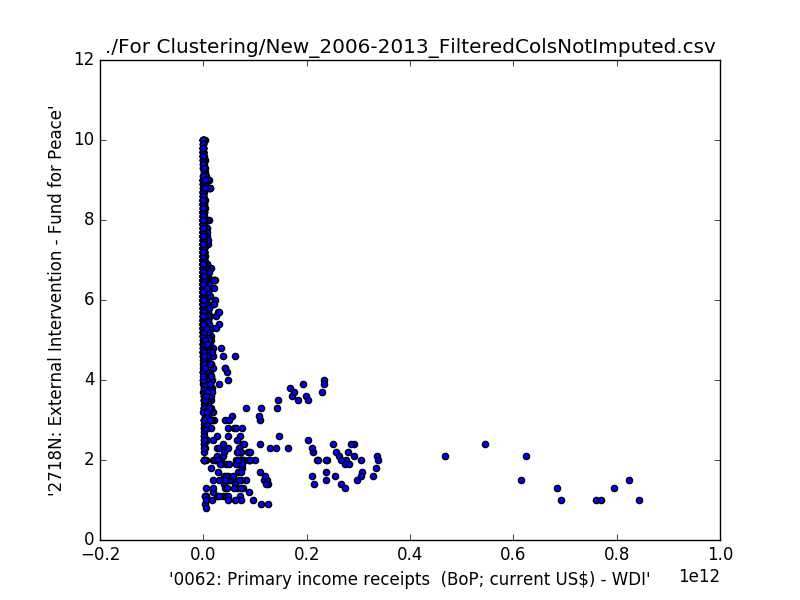 ./For Clustering/New_2006-2013_FilteredColsNotImputed.csv
12
10
8
6
4
2
0
'2718N: External Intervention - Fund for Peace'
−0.2 0.0 0.2 0.4 0.6 0.8 1.0
1e12
'0062: Primary income receipts  (BoP; current US$) - WDI'